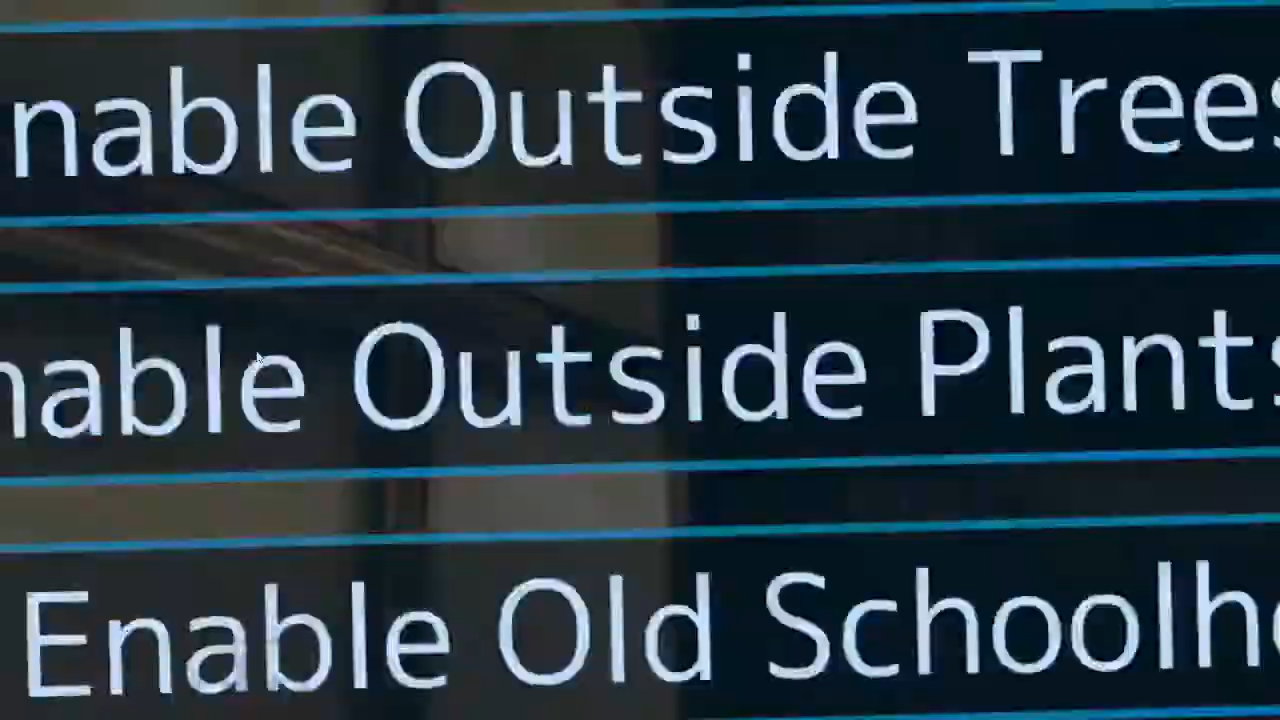 nable Outside Trees
nable Outside Plants
Enable Old Schoolh